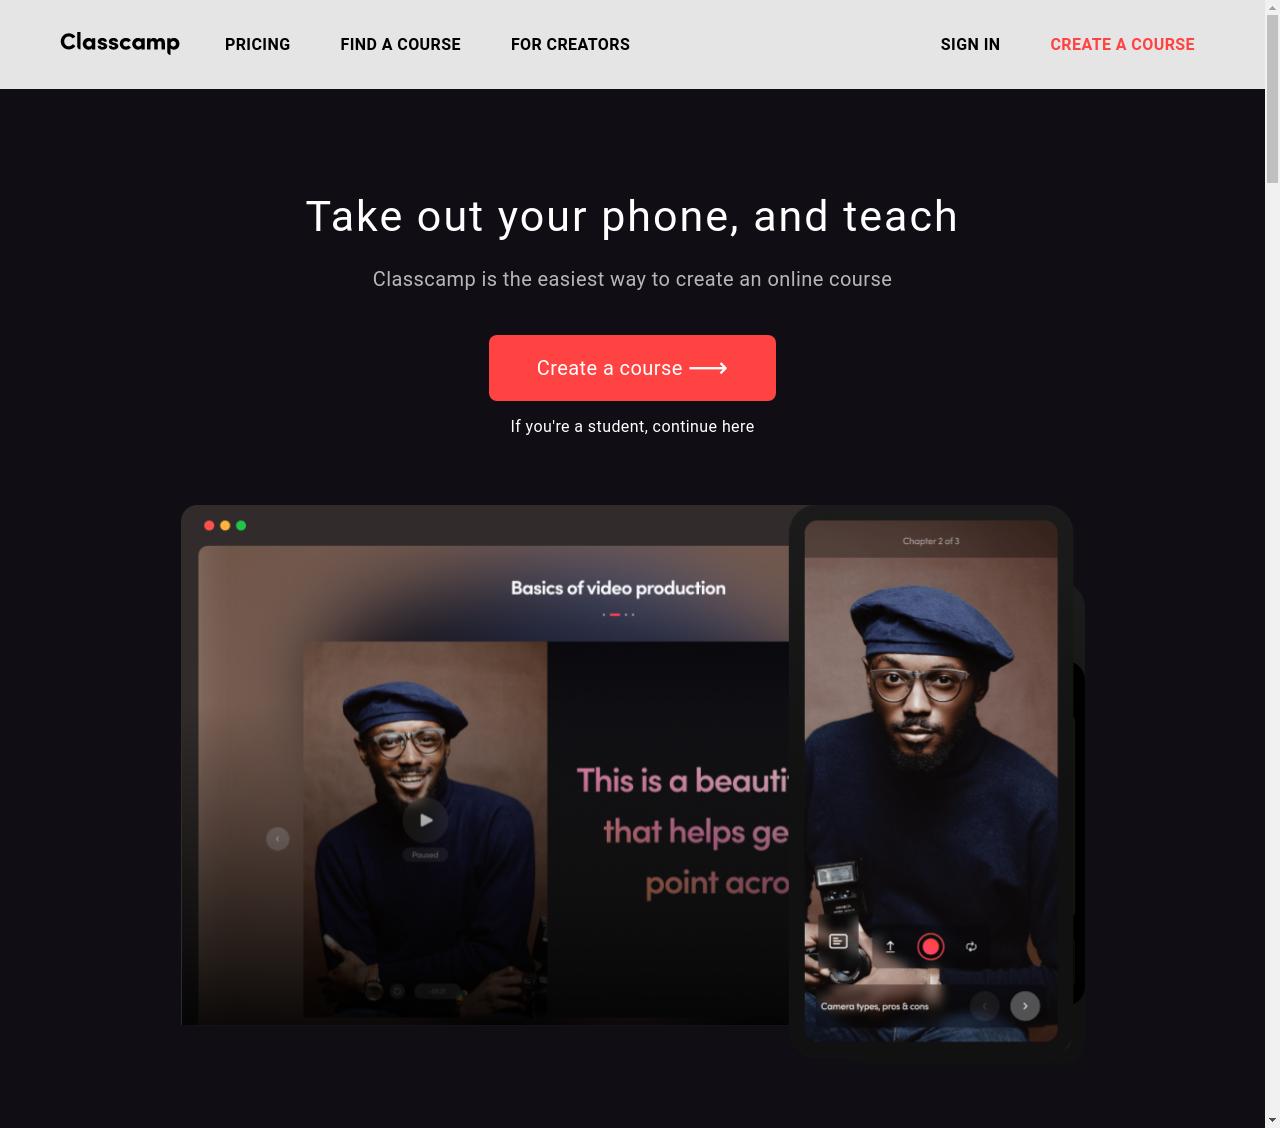 Classcamp
PRICING
FIND A COURSE
FOR CREATORS
SIGN IN
CREATE A COURSE
Take out your phone, and teach
Classcamp is the easiest way to create an online course
Create a course ⟶
If you're a student, continue here
Basics of video production
This is a beauti
that helps ge
point acro
Paused
Chapter 2 of 3
Camera types, pros & cons